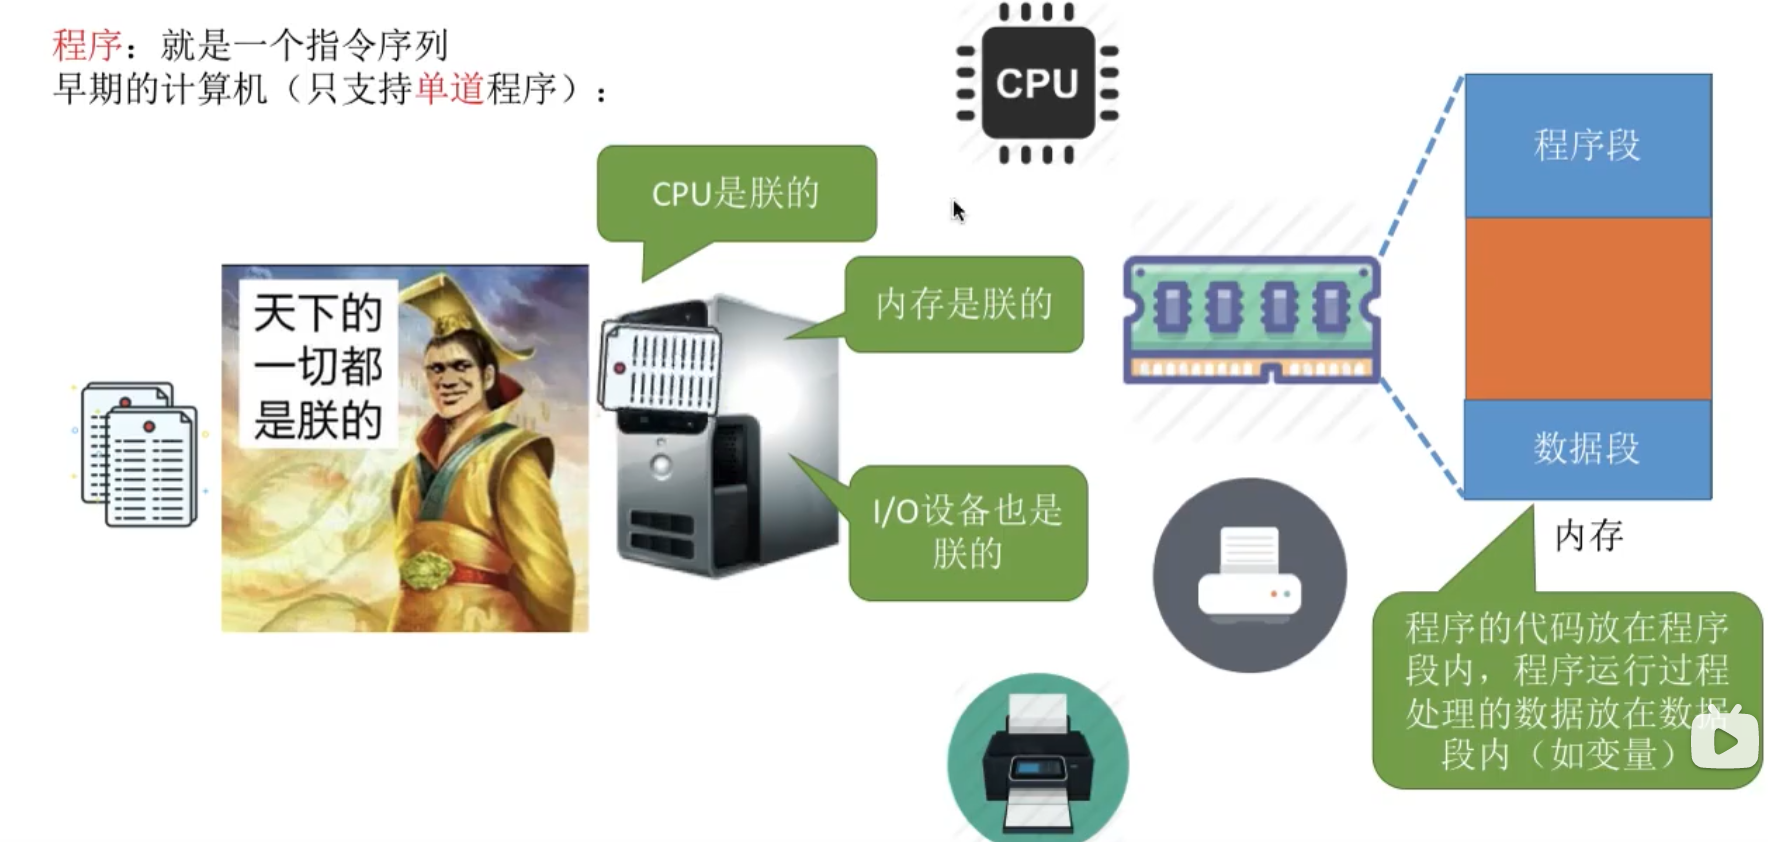 程序：就是一个指令序列
早期的计算机（只支持单道程序）：
CPU
程序段
CPU是朕的
天下的
一切都
是朕的
内存是朕的
I/O设备也是
朕的
数据段
内存
程序的代码放在程序
段内，程序运行过程
处理的数据放在数据
段内（如变量）